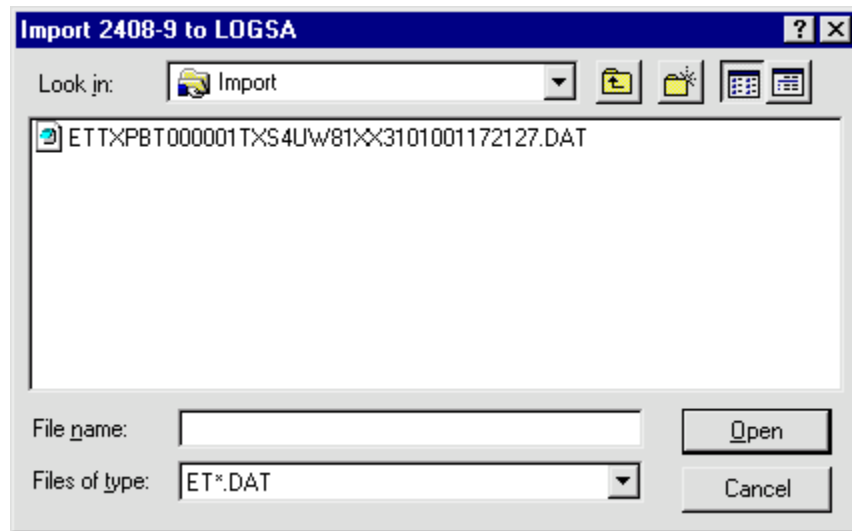 Import 2408-9 to LOGSA
Look in: Import
ETTXPBT000001TXS4UW81XX3101001172127.DAT
File name: Open
Files of type: ET*.DAT Cancel